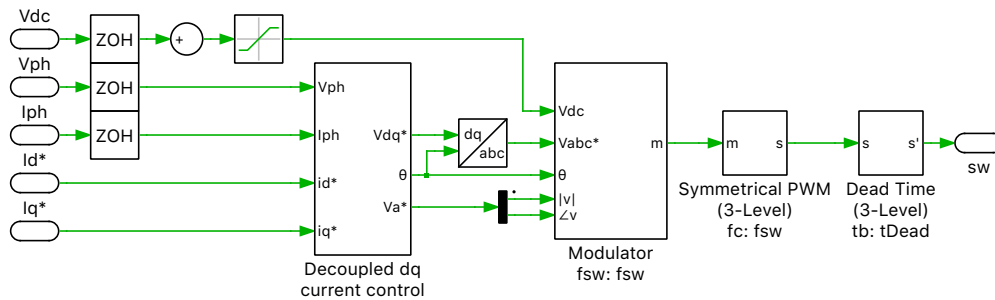 Vdc
ZOH
+
Vph
ZOH
Iph
ZOH
Id*
Iq*
Vph
Iph
id*
iq*
Vdq*
θ
Va*
Decoupled dq
current control
dq
abc
Vdc
Vabc*
θ
|v|
∠v
m
Modulator
fsw: fsw
m
s
Symmetrical PWM
(3-Level)
fc: fsw
s
s'
Dead Time
(3-Level)
tb: tDead
sw